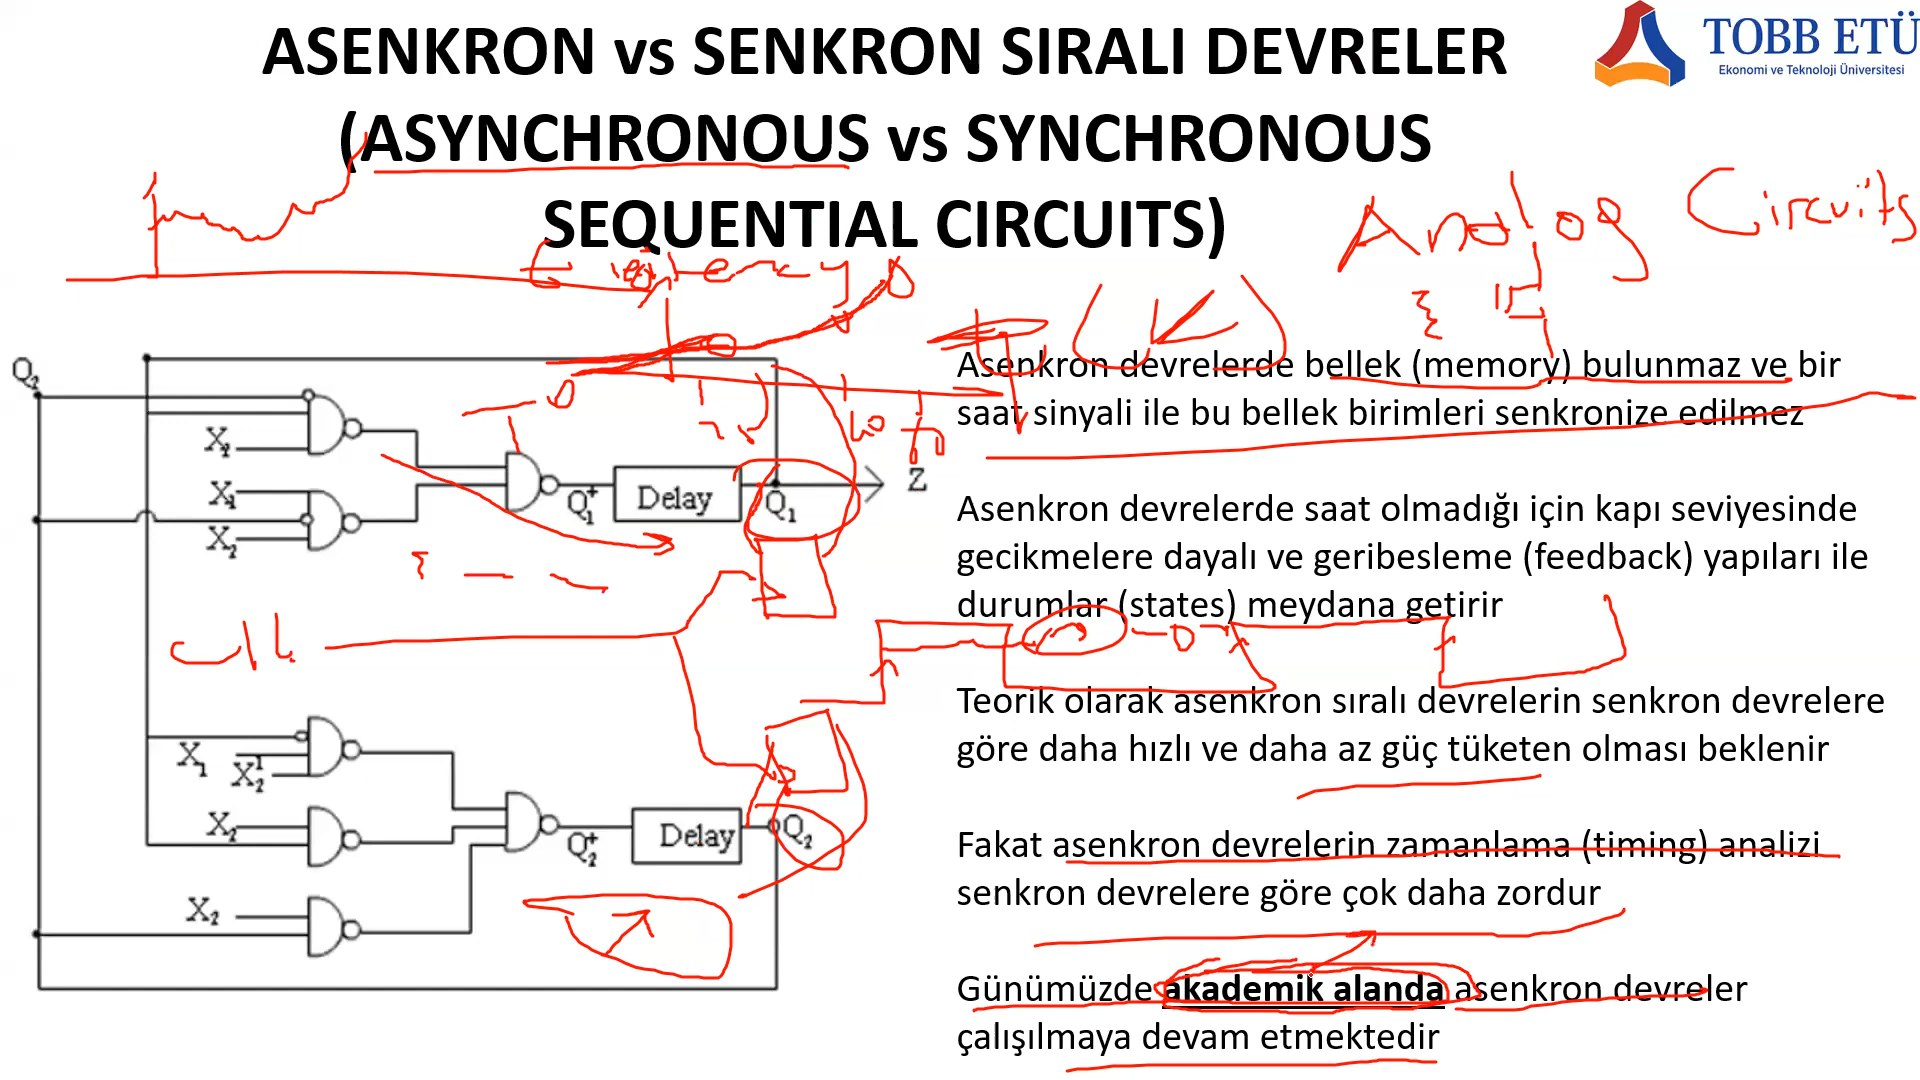 ASENKRON vs SENKRON SIRALI DEVRELER
(ASYNCHRONOUS vs SYNCHRONOUS
SEQUENTIAL CIRCUITS)
TOBB ETÜ
Ekonomi ve Teknoloji Üniversitesi
Analog Circuits
Asenkron devrelerde bellek (memory) bulunmaz ve bir
saat sinyali ile bu bellek birimleri senkronize edilmez
Asenkron devrelerde saat olmadığı için kapı seviyesinde
gecikmelere dayalı ve geribesleme (feedback) yapıları ile
durumlar (states) meydana getirir
Teorik olarak asenkron sıralı devrelerin senkron devrelere
göre daha hızlı ve daha az güç tüketen olması beklenir
Fakat asenkron devrelerin zamanlama (timing) analizi
senkron devrelere göre çok daha zordur
Günümüzde akademik alanda asenkron devreler
çalışılmaya devam etmektedir
Q2
X2
X1
X2
Q1+
Delay
Q1
Z
clk
X1
X2
X2
X2
Q2+
Delay
Q2